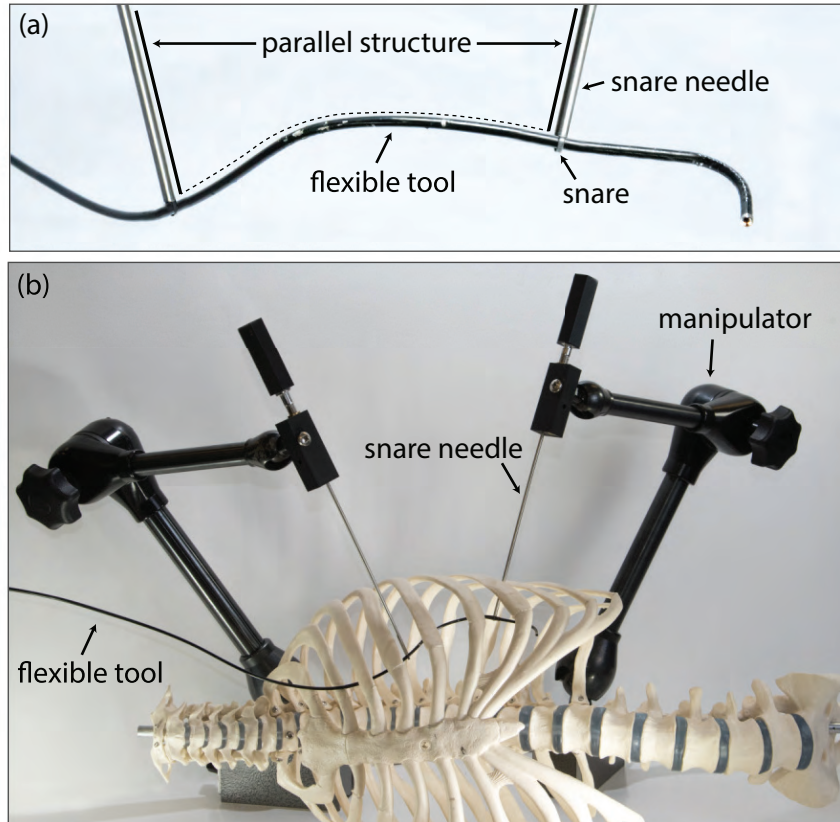 (a)
parallel structure
snare needle
flexible tool
snare
(b)
manipulator
snare needle
flexible tool